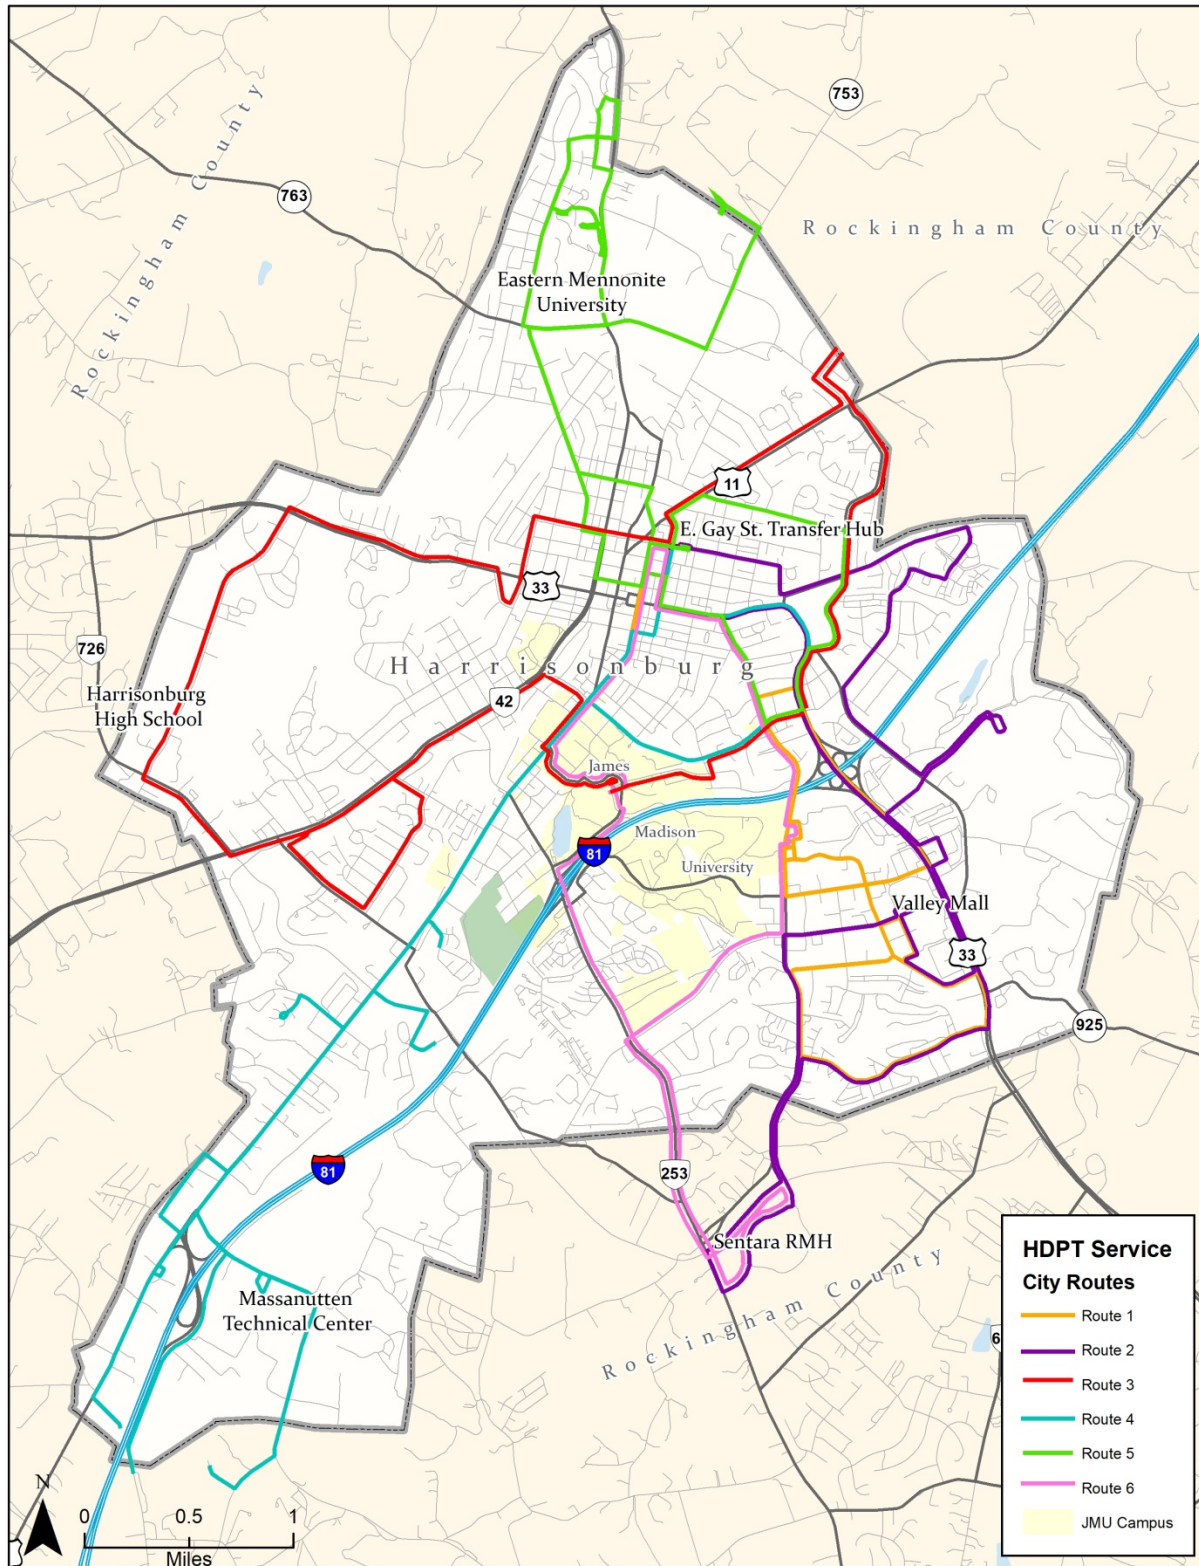 753
763
Rockingham County
Rockingham County
Eastern Mennonite
University
11
E. Gay St. Transfer Hub
33
726
Harrisonburg
Harrisonburg
High School
42
James
Madison
University
81
Valley Mall
33
925
81
253
Sentara RMH
Rockingham County
Massanutten
Technical Center
HDPT Service
City Routes
Route 1
Route 2
Route 3
Route 4
Route 5
Route 6
JMU Campus
N
0 0.5 1
Miles